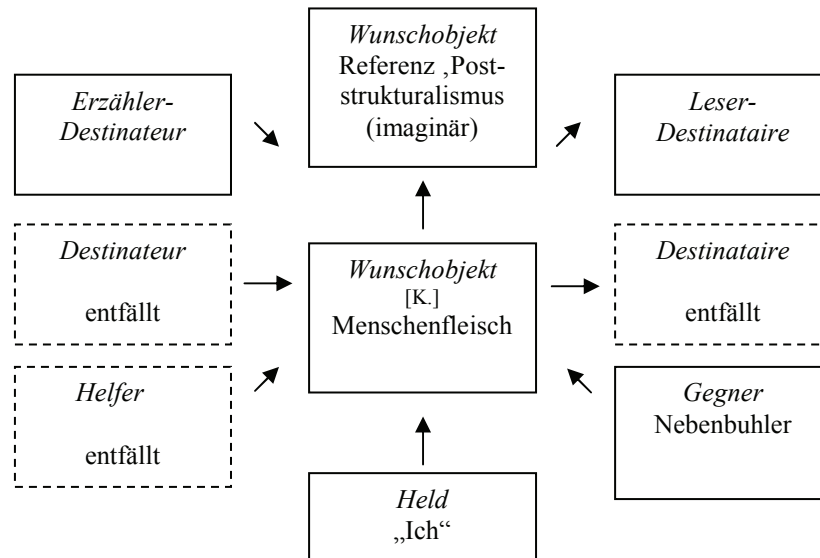 Wunschobjekt
Referenz ‚Post-
strukturalismus
(imaginär)
Erzähler-
Destinateur
Leser-
Destinataire
Destinateur
entfällt
Wunschobjekt
[K.]
Menschenfleisch
Destinataire
entfällt
Helfer
entfällt
Gegner
Nebenbuhler
Held
„Ich“